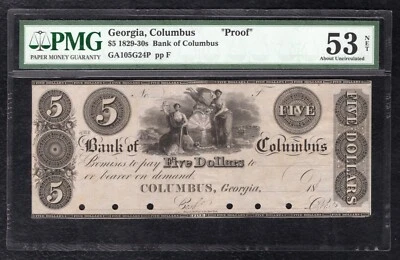 PMG
PAPER MONEY GUARANTY
Georgia, Columbus "Proof"
$5 1829-30s Bank of Columbus
GA105G24P pp F
53 NET
About Uncirculated
5
5
FIVE
FIVE DOLLARS
Bank of Columbus
Promises to pay Five Dollars to
or bearer on demand.
COLUMBUS, Georgia, 18